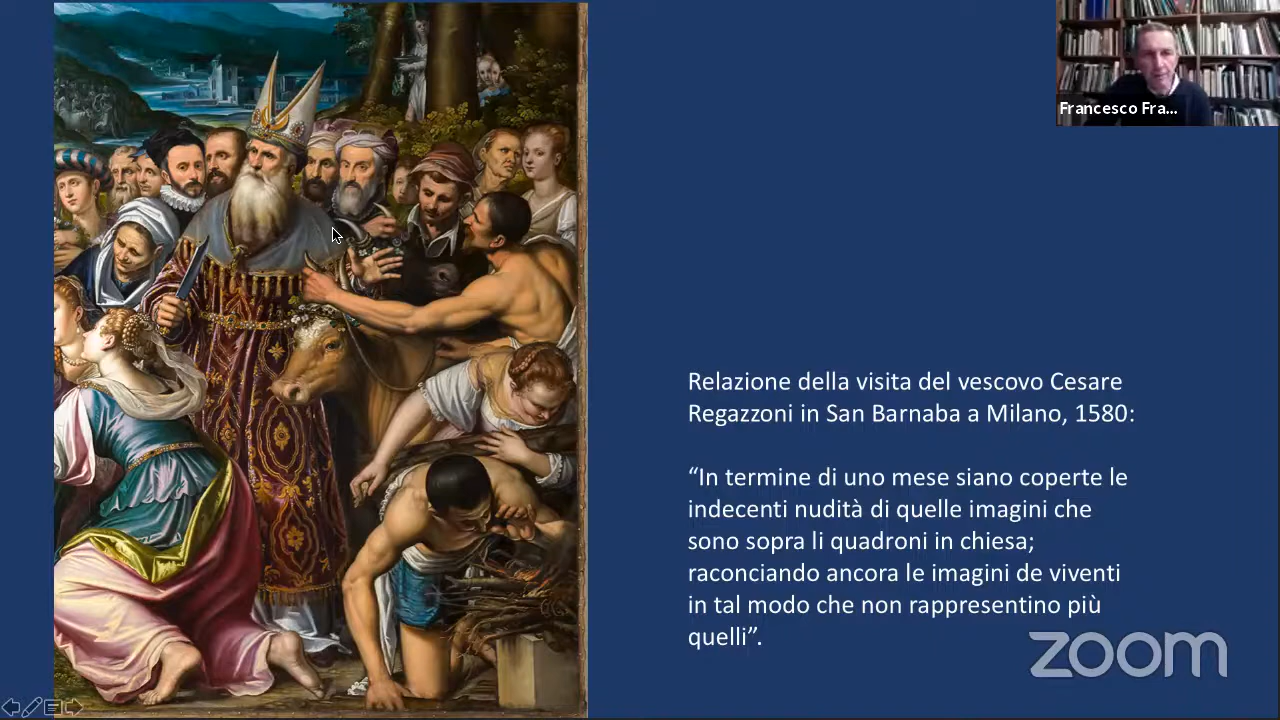 Francesco Fra...
Relazione della visita del vescovo Cesare
Regazzoni in San Barnaba a Milano, 1580:
“In termine di uno mese siano coperte le
indecenti nudità di quelle imagini che
sono sopra li quadroni in chiesa;
raconciando ancora le imagini de viventi
in tal modo che non rappresentino più
quelli”.
zoom